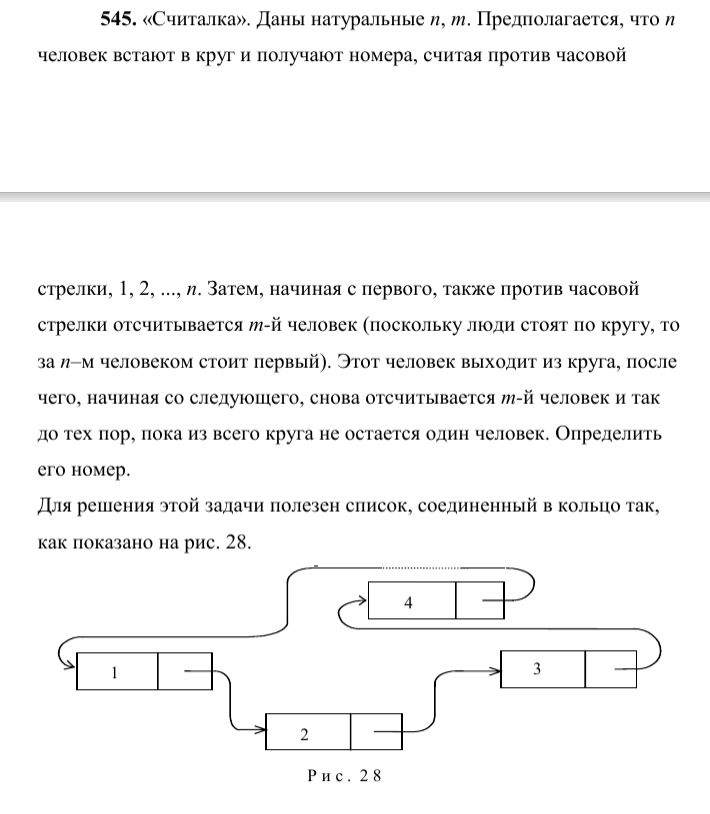 545. «Считалка». Даны натуральные n, m. Предполагается, что n
человек встают в круг и получают номера, считая против часовой
стрелки, 1, 2, ..., n. Затем, начиная с первого, также против часовой
стрелки отсчитывается m-й человек (поскольку люди стоят по кругу, то
за n–м человеком стоит первый). Этот человек выходит из круга, после
чего, начиная со следующего, снова отсчитывается m-й человек и так
до тех пор, пока из всего круга не остается один человек. Определить
его номер.
Для решения этой задачи полезен список, соединенный в кольцо так,
как показано на рис. 28.
4
1
3
2
Рис. 28